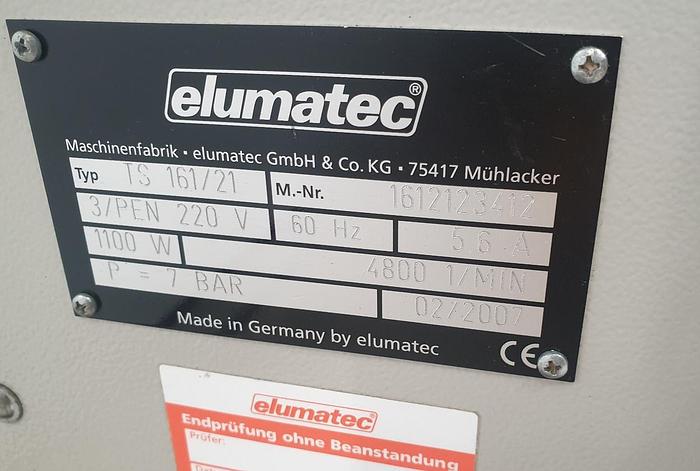 elumatec®
Maschinenfabrik • elumatec GmbH & Co. KG • 75417 Mühlacker
Typ TS 161/21 M.-Nr. 1612123412
3/PEN 220 V 60 Hz 5 6 A
1100 W 4800 1/MIN
P = 7 BAR 02/2007
Made in Germany by elumatec CE
elumatec
Endprüfung ohne Beanstandung
Prüfer: